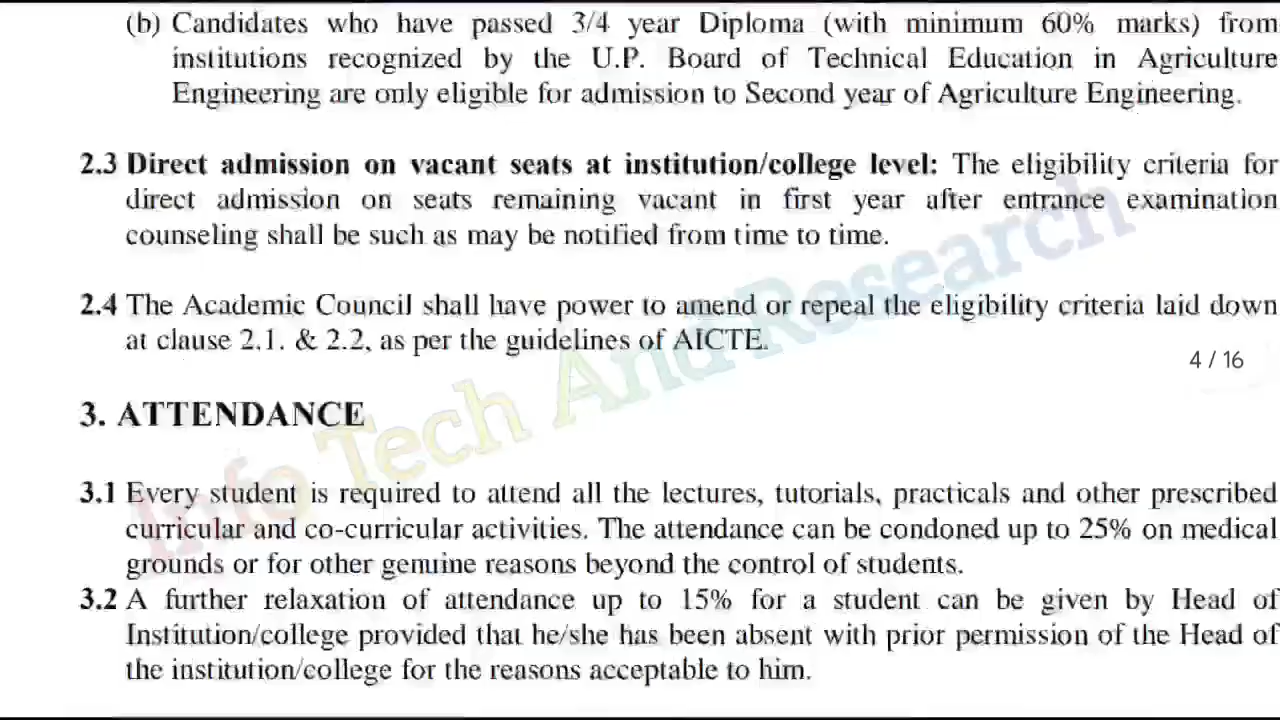 (b) Candidates who have passed 3/4 year Diploma (with minimum 60% marks) from
institutions recognized by the U.P. Board of Technical Education in Agriculture
Engineering are only eligible for admission to Second year of Agriculture Engineering.
2.3 Direct admission on vacant seats at institution/college level: The eligibility criteria for
direct admission on seats remaining vacant in first year after entrance examination
counseling shall be such as may be notified from time to time.
2.4 The Academic Council shall have power to amend or repeal the eligibility criteria laid down
at clause 2.1. & 2.2, as per the guidelines of AICTE.
4 / 16
3. ATTENDANCE
Info Tech And Research
3.1 Every student is required to attend all the lectures, tutorials, practicals and other prescribed
curricular and co-curricular activities. The attendance can be condoned up to 25% on medical
grounds or for other genuine reasons beyond the control of students.
3.2 A further relaxation of attendance up to 15% for a student can be given by Head of
Institution/college provided that he/she has been absent with prior permission of the Head of
the institution/college for the reasons acceptable to him.